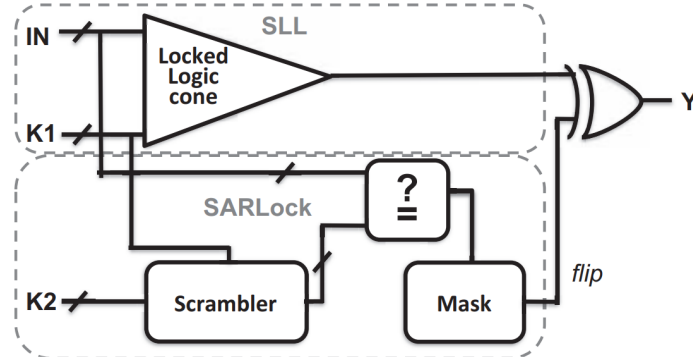 SLL
IN
Locked
Logic
cone
Y
K1
?
=
SARLock
flip
K2
Scrambler
Mask